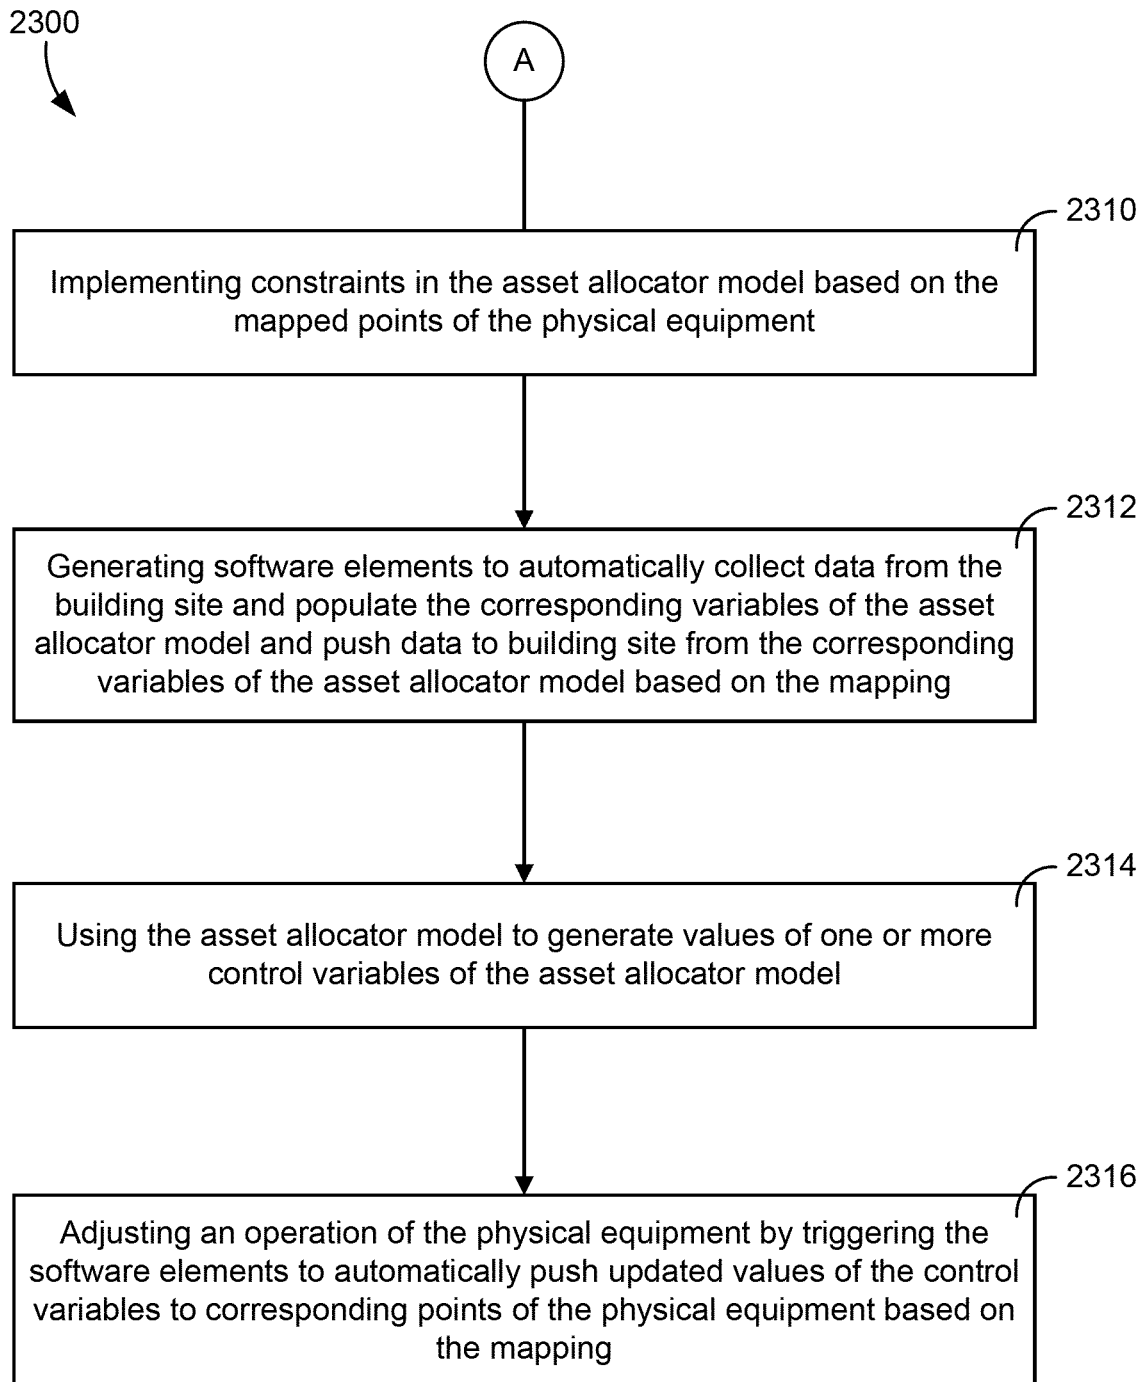 2300
A
2310
Implementing constraints in the asset allocator model based on the
mapped points of the physical equipment
2312
Generating software elements to automatically collect data from the
building site and populate the corresponding variables of the asset
allocator model and push data to building site from the corresponding
variables of the asset allocator model based on the mapping
2314
Using the asset allocator model to generate values of one or more
control variables of the asset allocator model
2316
Adjusting an operation of the physical equipment by triggering the
software elements to automatically push updated values of the control
variables to corresponding points of the physical equipment based on
the mapping